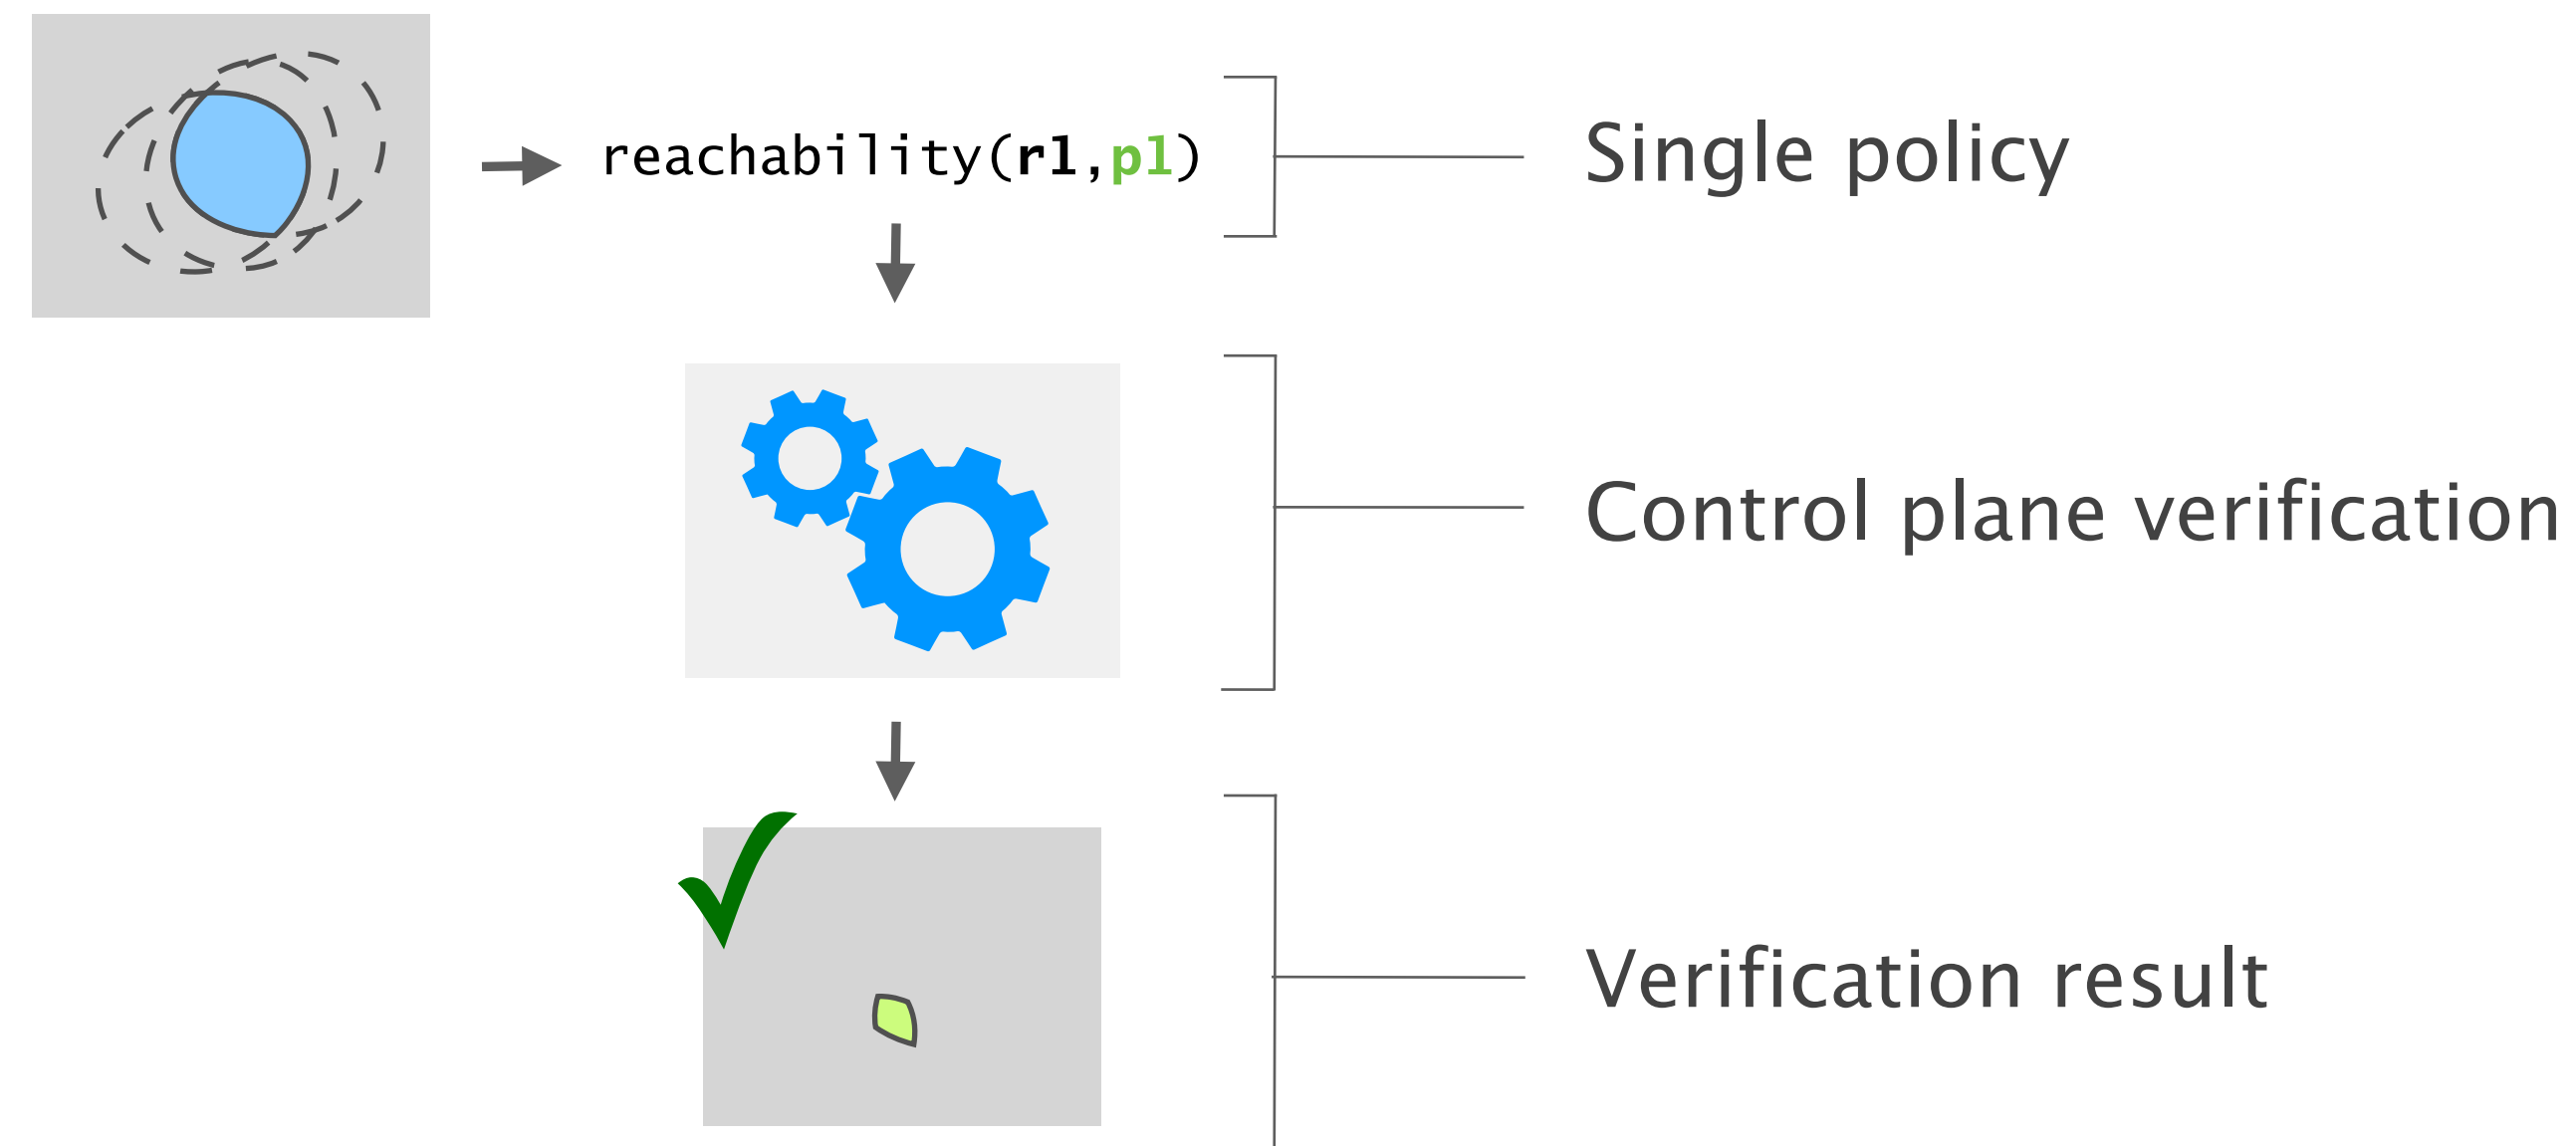 reachability(r1,p1)
Single policy
Control plane verification
Verification result